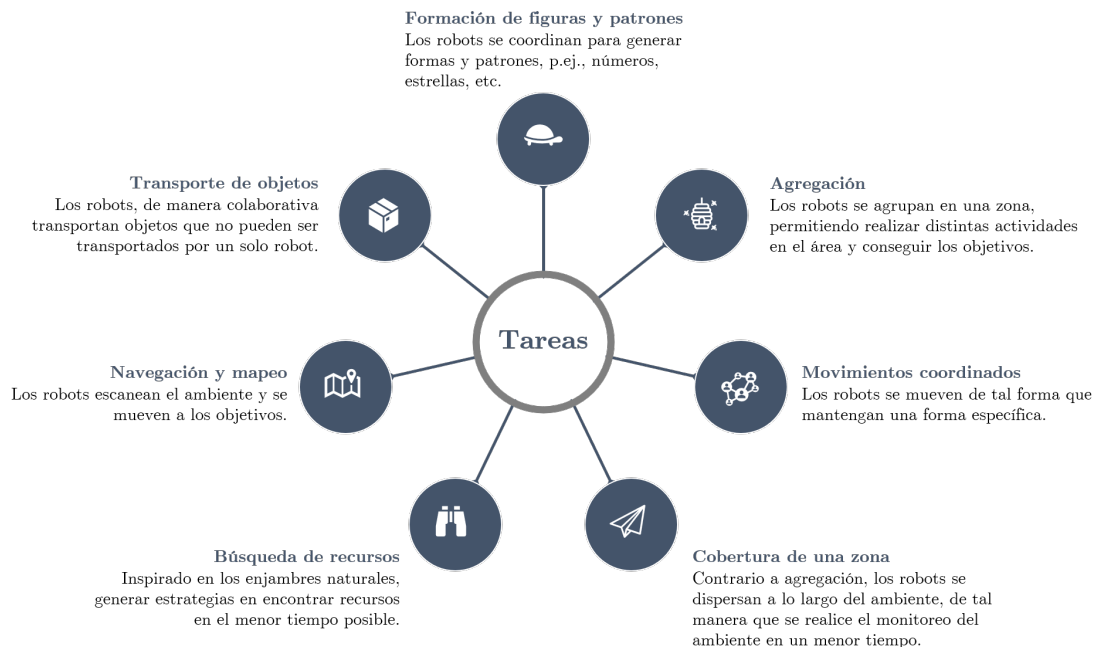 Formación de figuras y patrones
Los robots se coordinan para generar
formas y patrones, p.ej., números,
estrellas, etc.
Transporte de objetos
Los robots, de manera colaborativa
transportan objetos que no pueden ser
transportados por un solo robot.
Agregación
Los robots se agrupan en una zona,
permitiendo realizar distintas actividades
en el área y conseguir los objetivos.
Tareas
Navegación y mapeo
Los robots escanean el ambiente y se
mueven a los objetivos.
Movimientos coordinados
Los robots se mueven de tal forma que
mantengan una forma específica.
Búsqueda de recursos
Inspirado en los enjambres naturales,
generar estrategias en encontrar recursos
en el menor tiempo posible.
Cobertura de una zona
Contrario a agregación, los robots se
dispersan a lo largo del ambiente, de tal
manera que se realice el monitoreo del
ambiente en un menor tiempo.